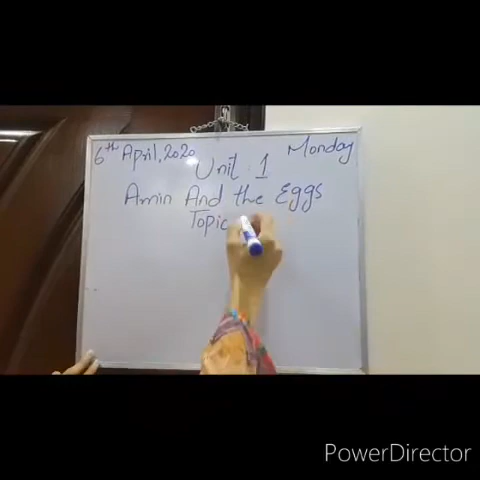 6th April, 2020 Monday
Unit 1
Amin And the Eggs
Topic
PowerDirector